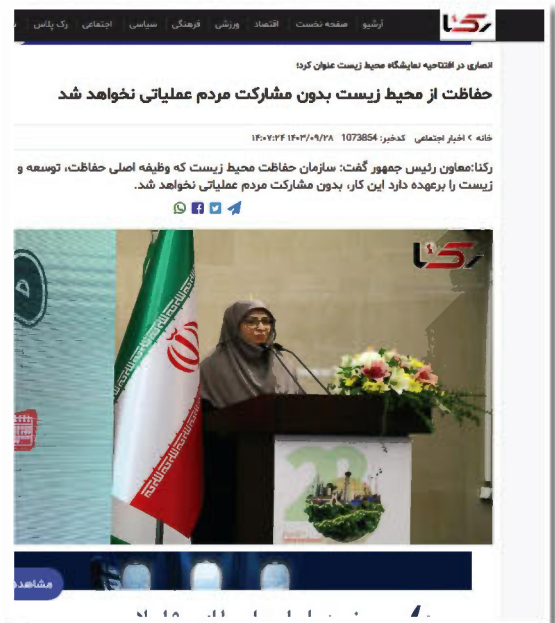 رکنا
آرشیو صفحه نخست اقتصاد ورزشی فرهنگی سیاسی اجتماعی رک پلاس
انصاری در افتتاحیه نمایشگاه محیط زیست عنوان کرد؛
حفاظت از محیط زیست بدون مشارکت مردم عملیاتی نخواهد شد
خانه > اخبار اجتماعی کدخبر: 1073854 ۱۴۰۳/۰۹/۲۸ ۱۴:۰۷:۲۴
رکنا:معاون رئیس جمهور گفت: سازمان حفاظت محیط زیست که وظیفه اصلی حفاظت، توسعه و
زیست را برعهده دارد این کار، بدون مشارکت مردم عملیاتی نخواهد شد.
رکنا
مشاهده